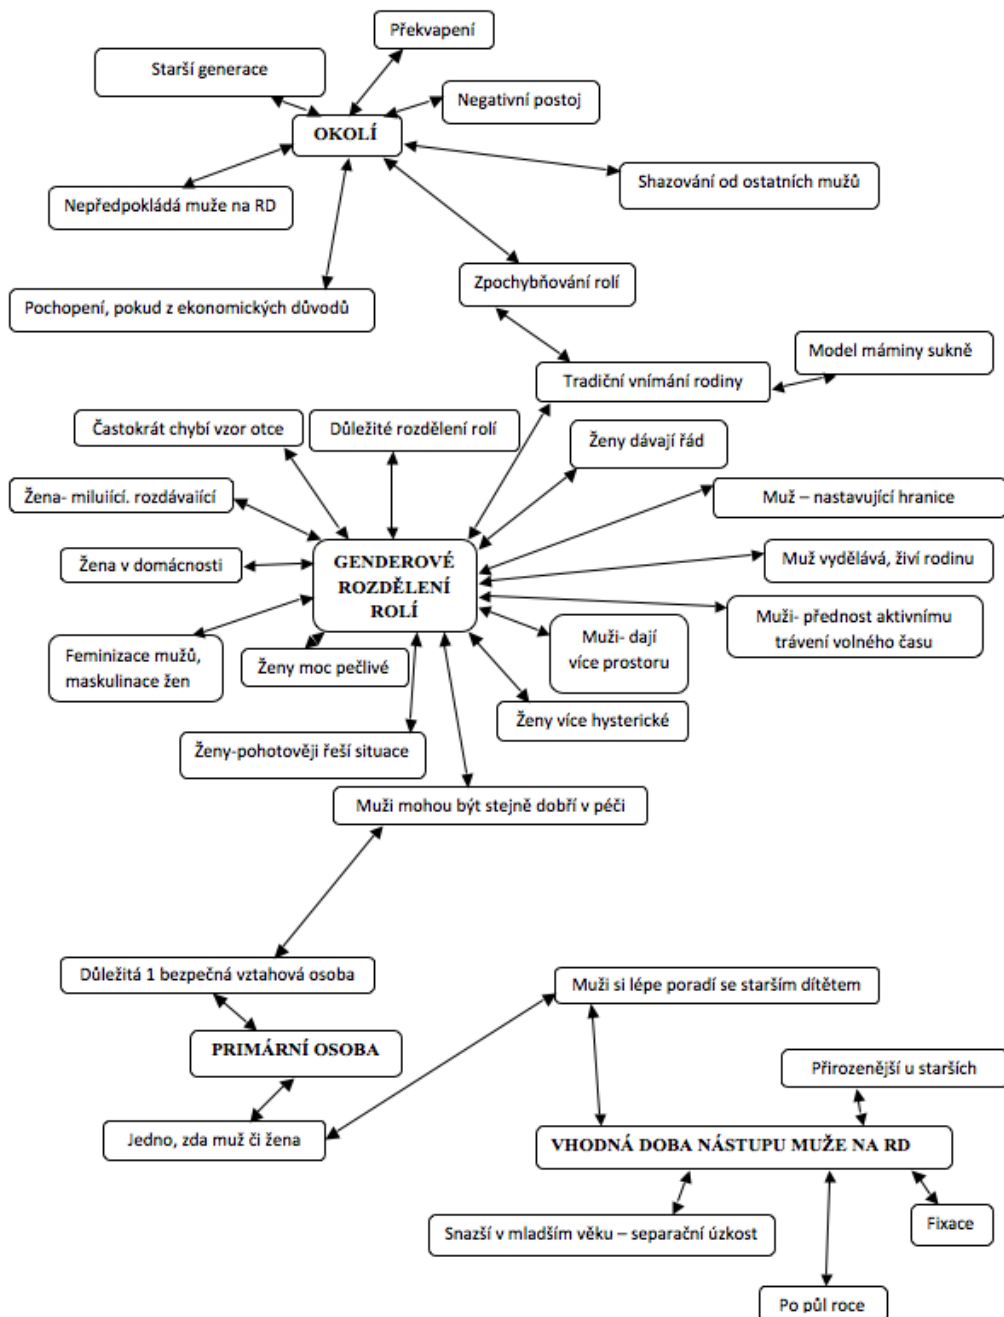 Překvapení
Starší generace
Negativní postoj
OKOLÍ
Shazování od ostatních mužů
Nepředpokládá muže na RD
Zpochybňování rolí
Pochopení, pokud z ekonomických důvodů
Model máminy sukně
Tradiční vnímání rodiny
Častokrát chybí vzor otce
Důležité rozdělení rolí
Ženy dávají řád
Žena- milující. rozdávající
Muž – nastavující hranice
GENDEROVÉ
ROZDĚLENÍ
ROLÍ
Žena v domácnosti
Muž vydělává, živí rodinu
Muži- přednost aktivnímu
trávení volného času
Muži- dají
více prostoru
Feminizace mužů,
maskulinace žen
Ženy moc pečlivé
Ženy více hysterické
Ženy-pohotověji řeší situace
Muži mohou být stejně dobří v péči
Důležitá 1 bezpečná vztahová osoba
Muži si lépe poradí se starším dítětem
PRIMÁRNÍ OSOBA
Přirozenější u starších
Jedno, zda muž či žena
VHODNÁ DOBA NÁSTUPU MUŽE NA RD
Snazší v mladším věku – separační úzkost
Fixace
Po půl roce